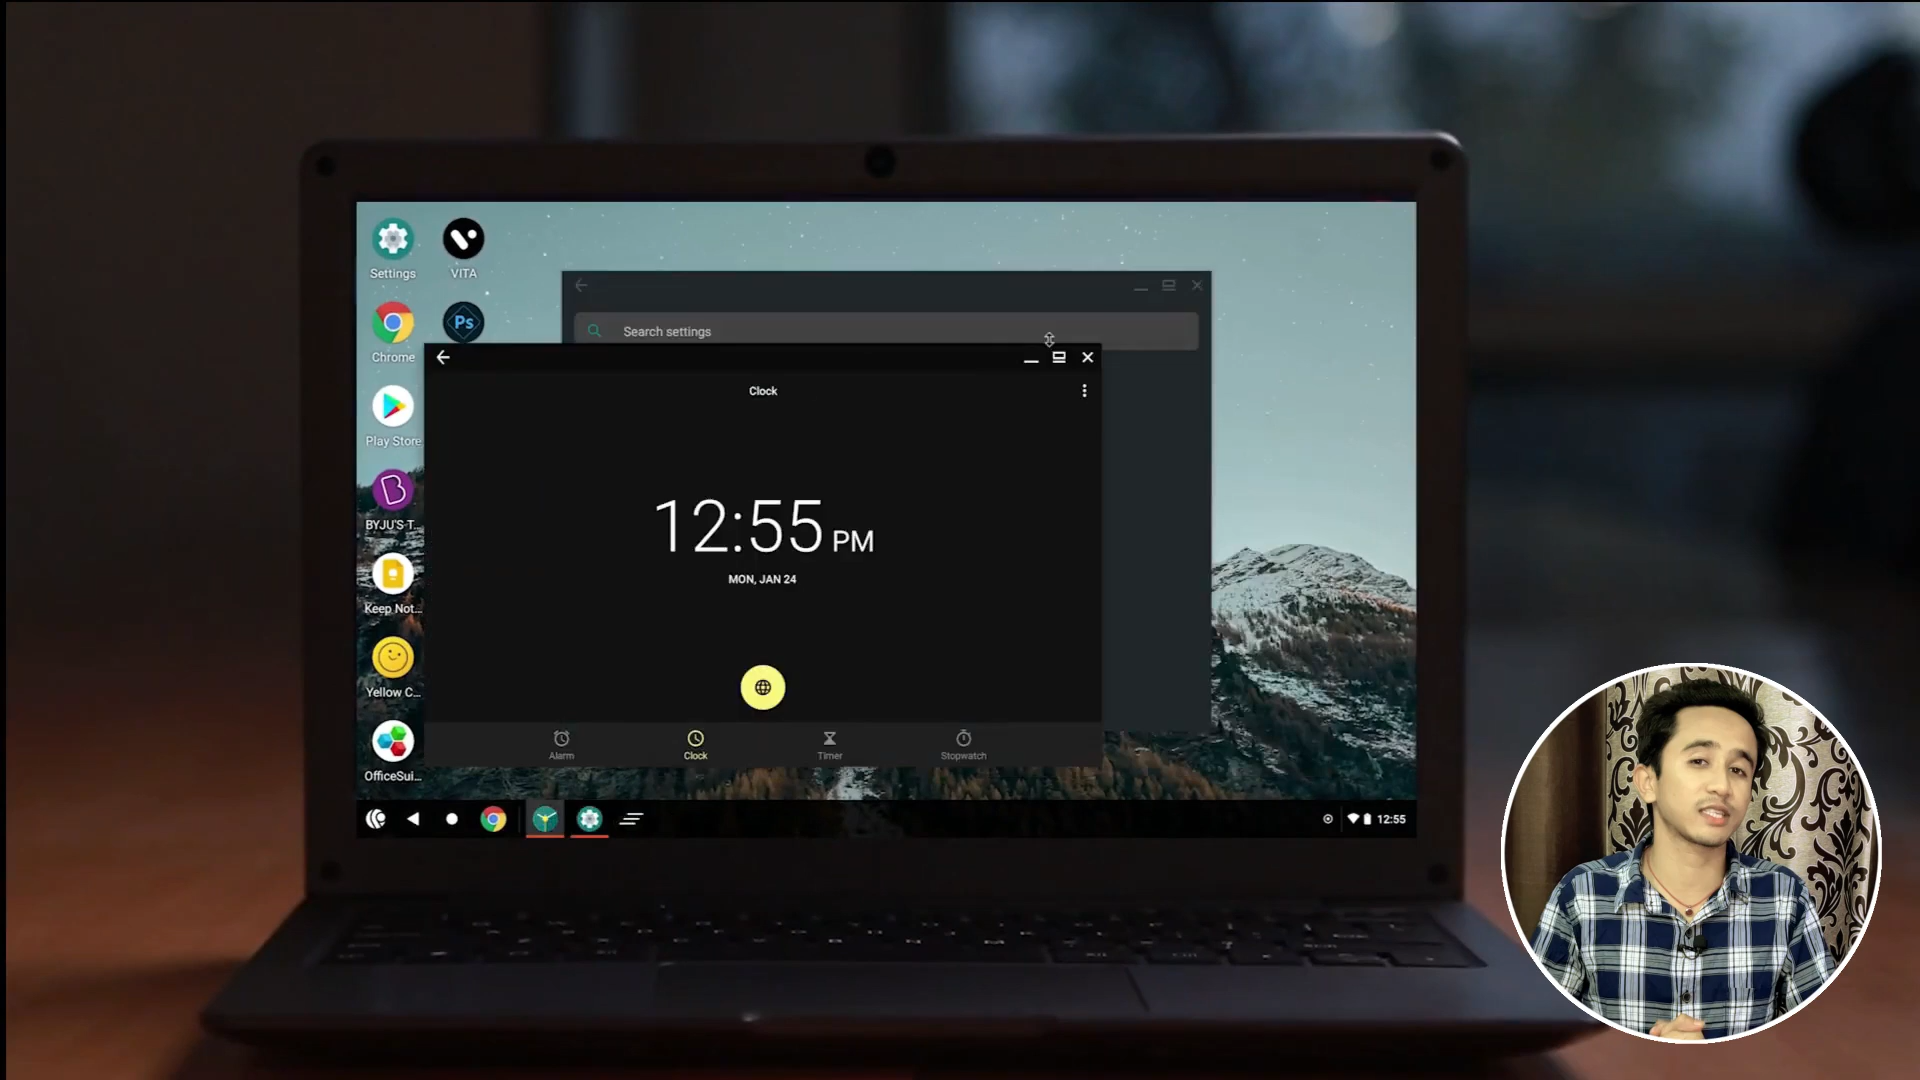 Settings
VITA
Search settings
Ps
Chrome
Clock
Play Store
12:55 PM
BYJU'S-T...
MON, JAN 24
Keep Not...
Yellow C...
Alarm
Clock
Timer
Stopwatch
OfficeSui...
12:55